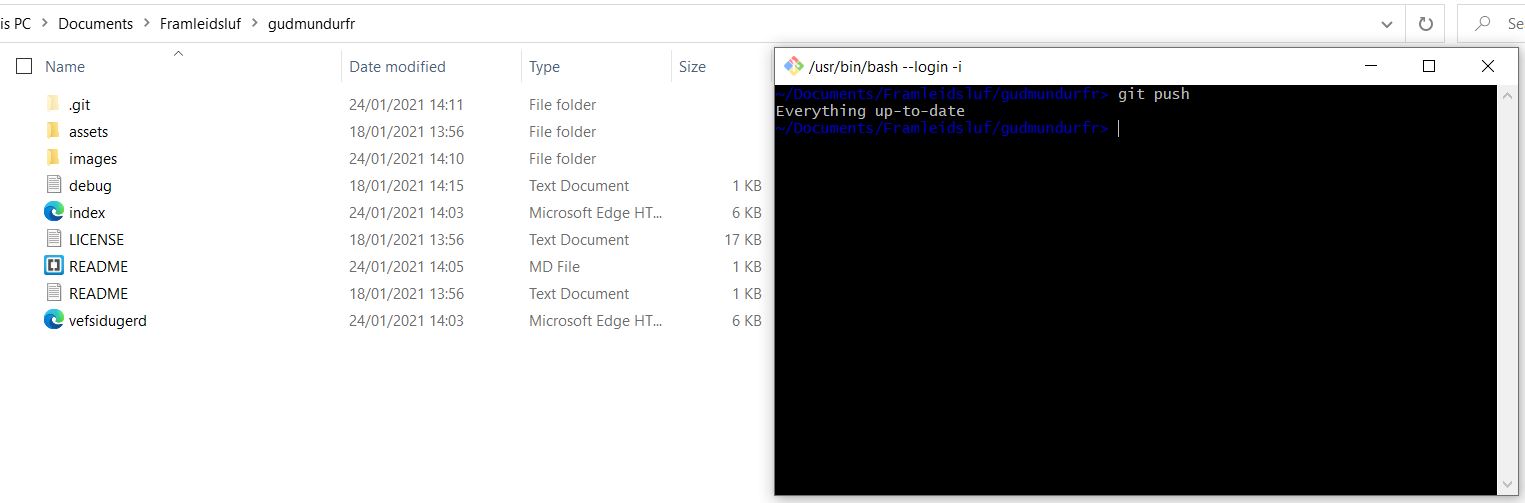 is PC > Documents > Framleidsluf > gudmundurfr
Se
Name Date modified Type Size
.git 24/01/2021 14:11 File folder
assets 18/01/2021 13:56 File folder
images 24/01/2021 14:10 File folder
debug 18/01/2021 14:15 Text Document 1 KB
index 24/01/2021 14:03 Microsoft Edge HT... 6 KB
LICENSE 18/01/2021 13:56 Text Document 17 KB
README 24/01/2021 14:05 MD File 1 KB
README 18/01/2021 13:56 Text Document 1 KB
vefsidugerd 24/01/2021 14:03 Microsoft Edge HT... 6 KB
/usr/bin/bash --login -i
~/Documents/Framleidsluf/gudmundurfr> git push
Everything up-to-date
~/Documents/Framleidsluf/gudmundurfr>